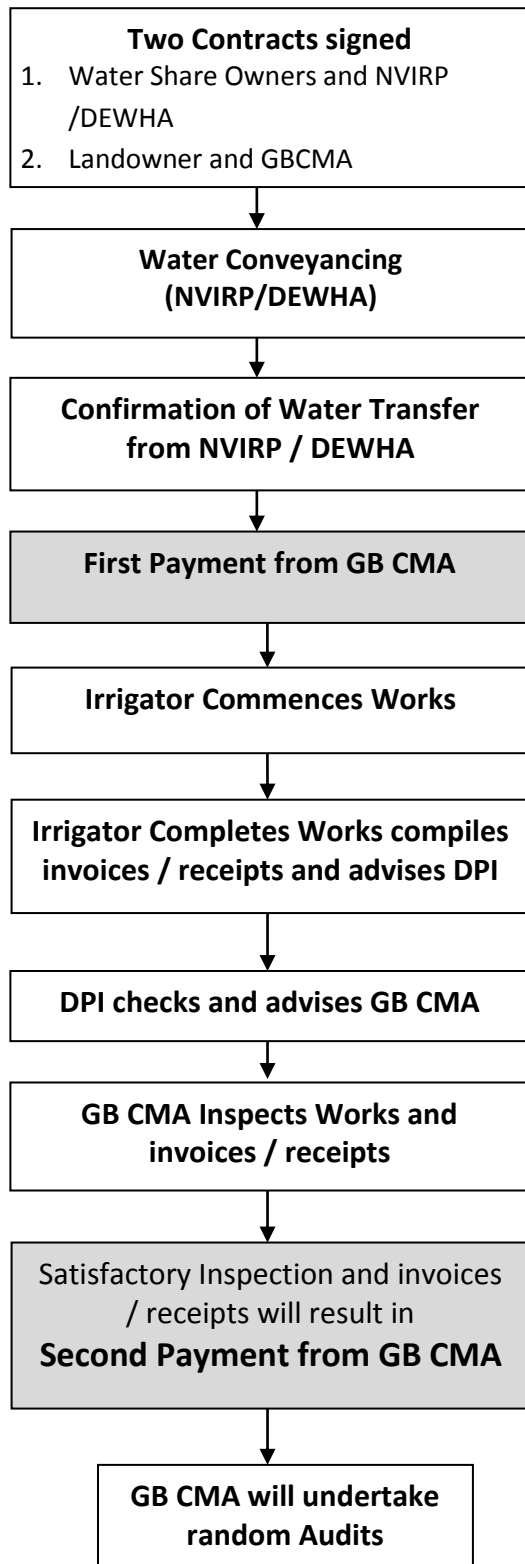 Two Contracts signed
1. Water Share Owners and NVIRP
/DEWHA
2. Landowner and GBCMA
Water Conveyancing
(NVIRP/DEWHA)
Confirmation of Water Transfer
from NVIRP / DEWHA
First Payment from GB CMA
Irrigator Commences Works
Irrigator Completes Works compiles
invoices / receipts and advises DPI
DPI checks and advises GB CMA
GB CMA Inspects Works and
invoices / receipts
Satisfactory Inspection and invoices
/ receipts will result in
Second Payment from GB CMA
GB CMA will undertake
random Audits